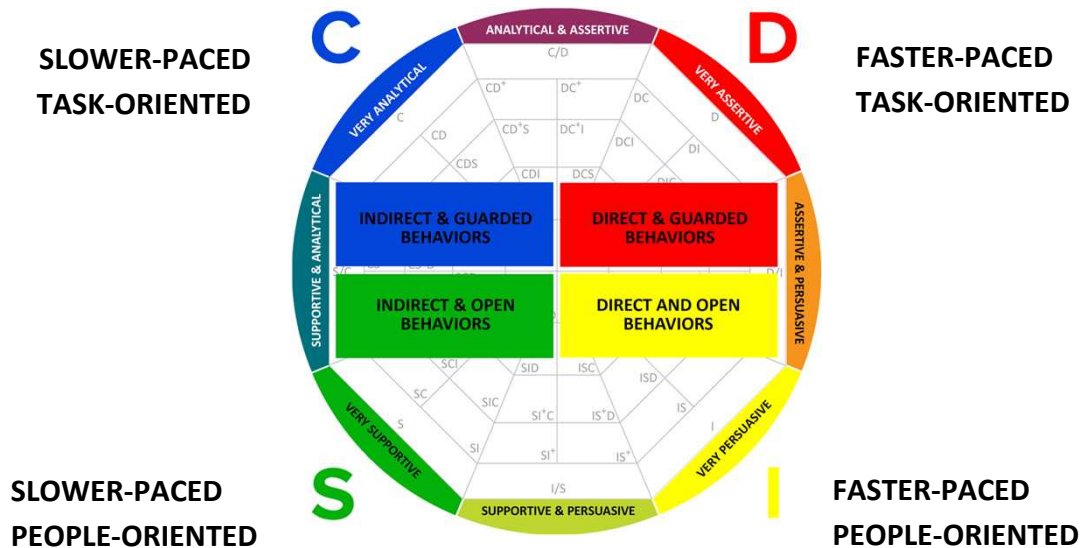 C
D
ANALYTICAL & ASSERTIVE
SLOWER-PACED
TASK-ORIENTED
FASTER-PACED
TASK-ORIENTED
VERY ANALYTICAL
VERY ASSERTIVE
C/D
CD+
DC+
C
DC
D
CD
CD+S
DC+I
DCI
DI
CDS
CDI
DCS
DIC
SUPPORTIVE & ANALYTICAL
INDIRECT & GUARDED
BEHAVIORS
DIRECT & GUARDED
BEHAVIORS
ASSERTIVE & PERSUASIVE
S/C
D/I
INDIRECT & OPEN
BEHAVIORS
DIRECT AND OPEN
BEHAVIORS
SCI
SID
ISC
ISD
SC
SIC
IS
S
SI+C
IS+D
I
SI
SI+
IS+
VERY SUPPORTIVE
VERY PERSUASIVE
I/S
SUPPORTIVE & PERSUASIVE
S
I
SLOWER-PACED
PEOPLE-ORIENTED
FASTER-PACED
PEOPLE-ORIENTED